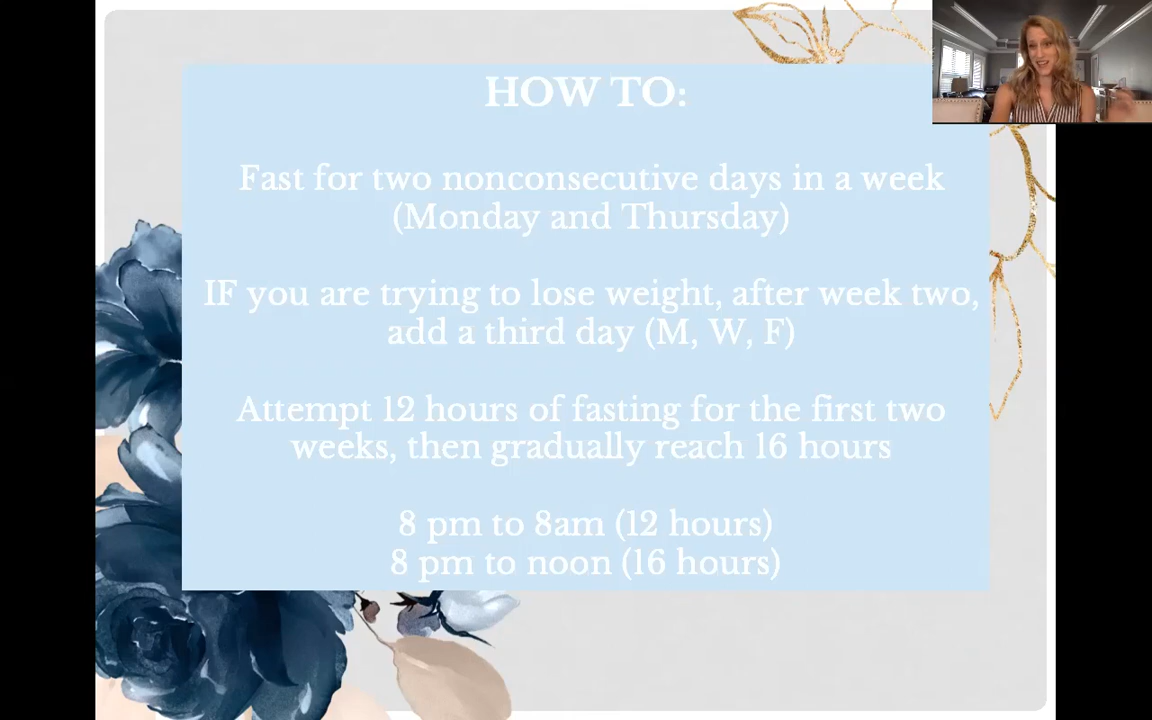 HOW TO:
Fast for two nonconsecutive days in a week
(Monday and Thursday)
IF you are trying to lose weight, after week two,
add a third day (M, W, F)
Attempt 12 hours of fasting for the first two
weeks, then gradually reach 16 hours
8 pm to 8am (12 hours)
8 pm to noon (16 hours)